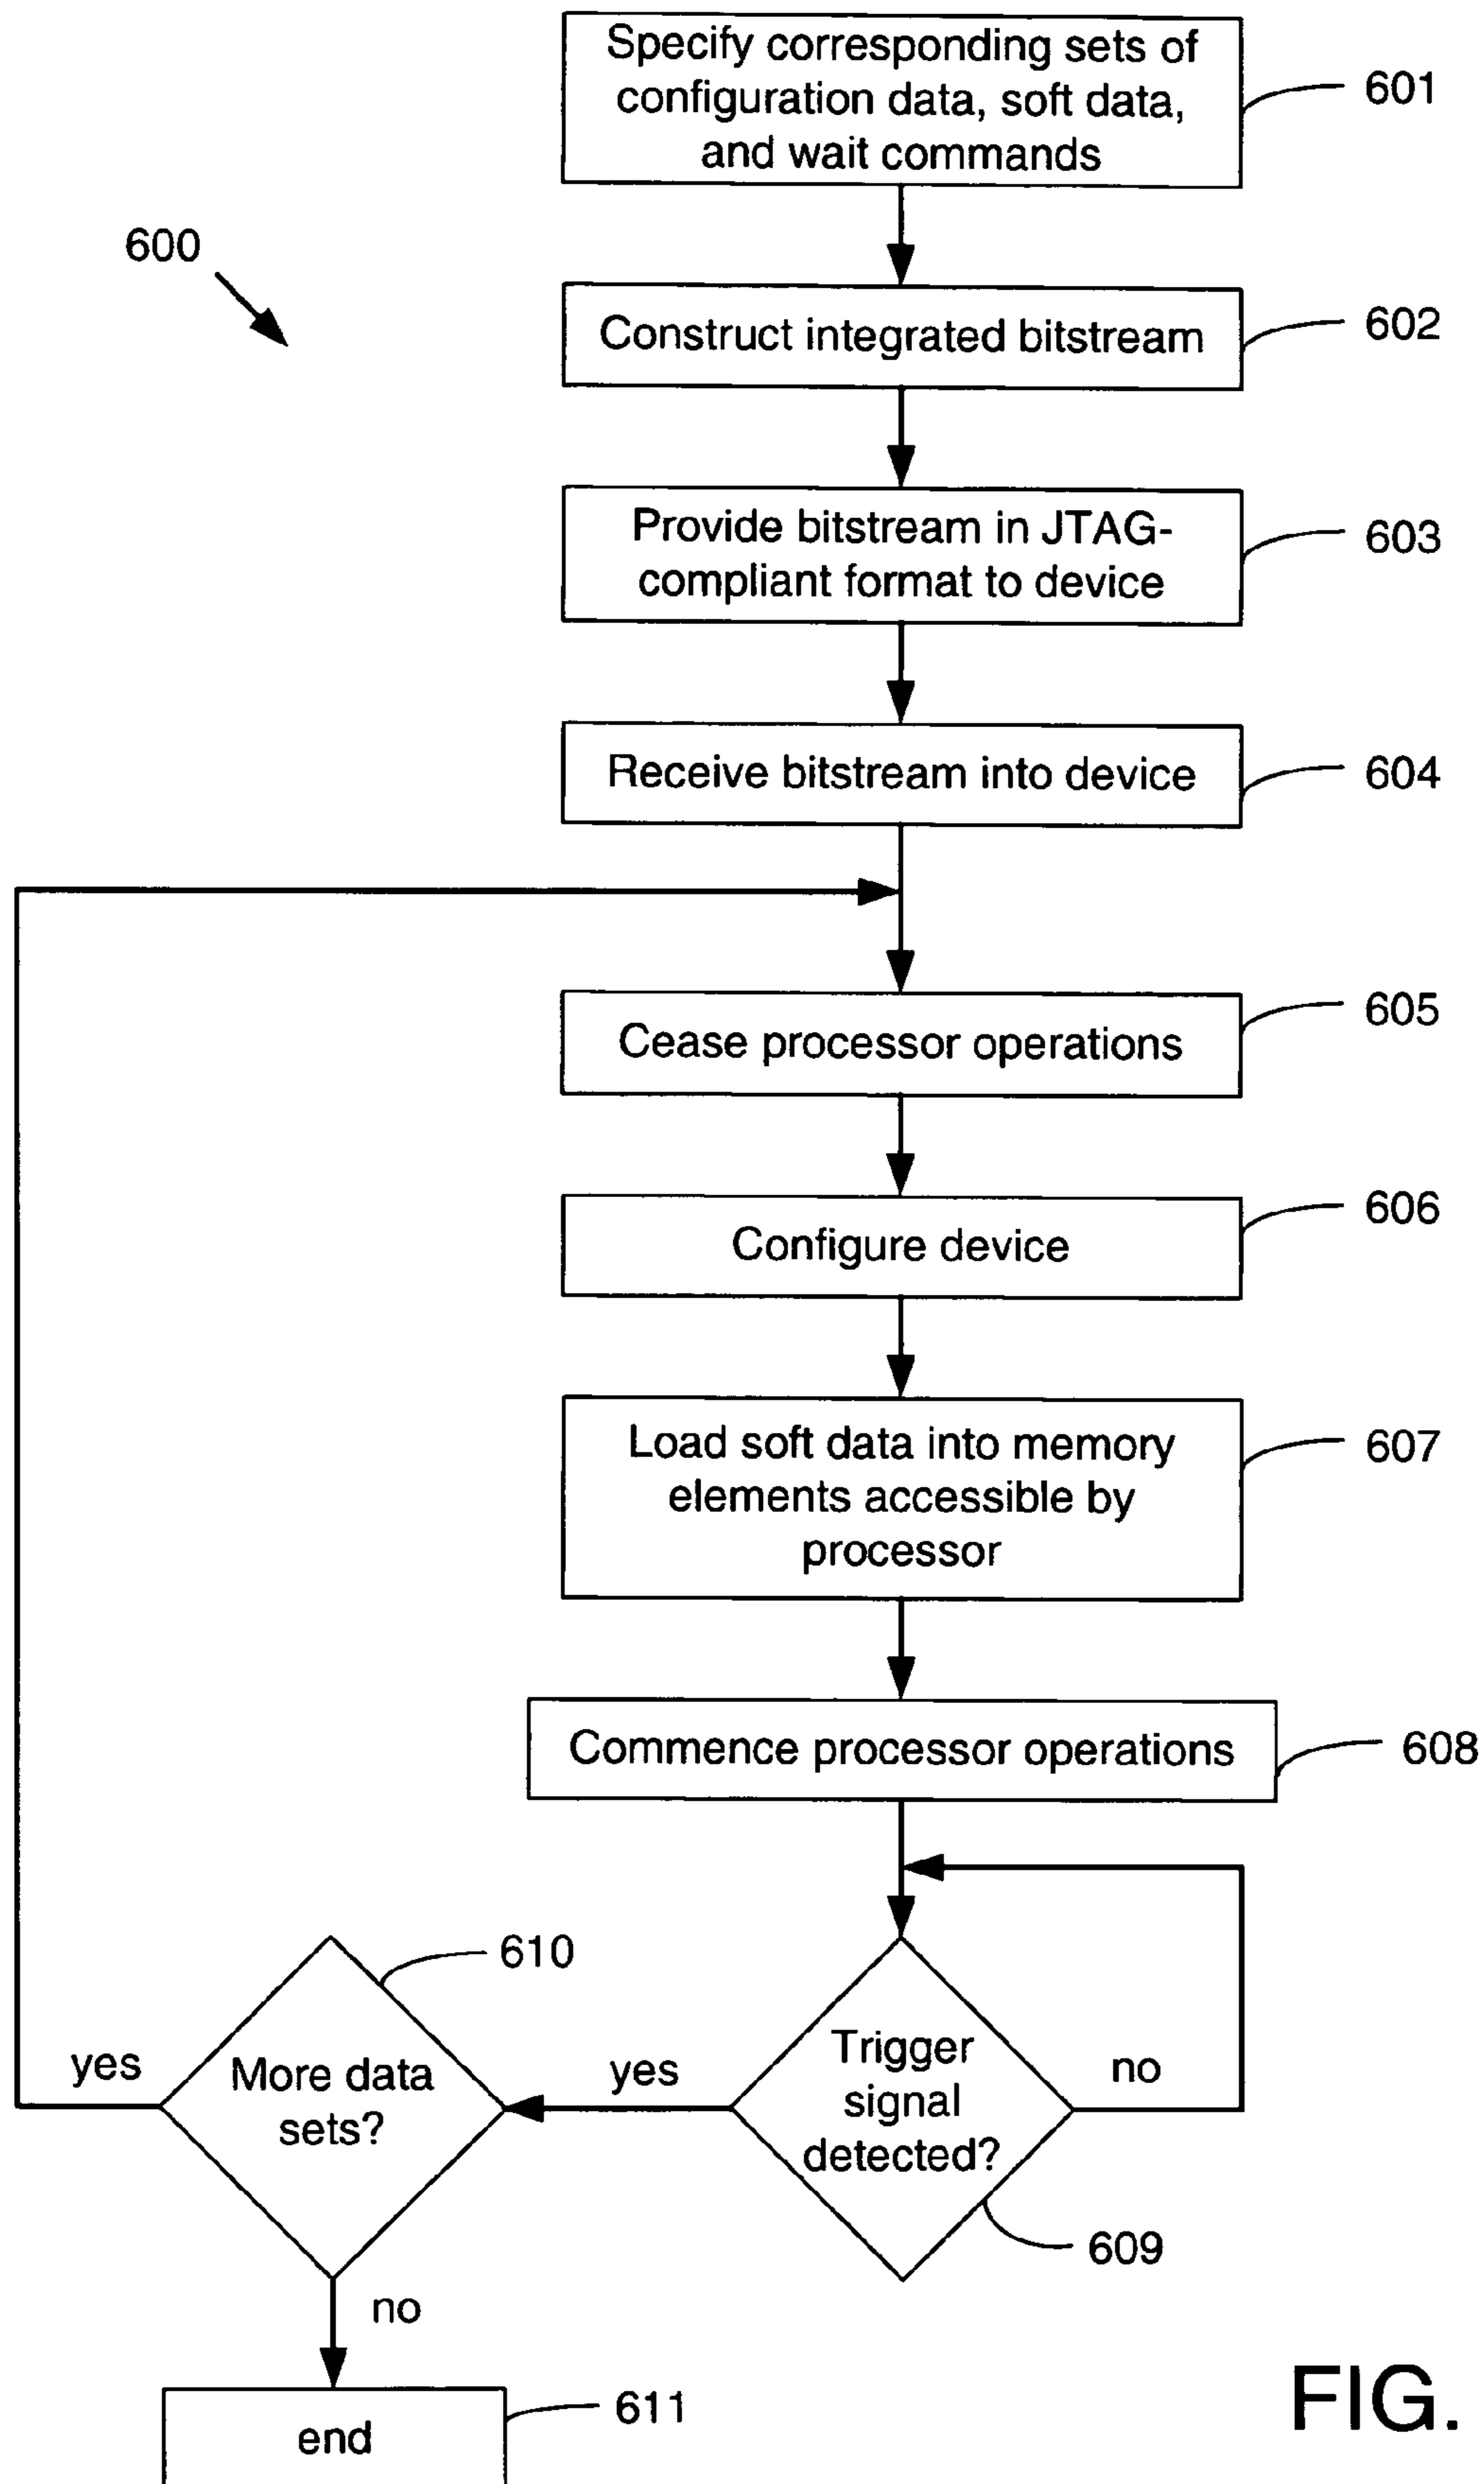 Specify corresponding sets of
configuration data, soft data,
and wait commands
601
600
Construct integrated bitstream
602
Provide bitstream in JTAG-
compliant format to device
603
Receive bitstream into device
604
Cease processor operations
605
Configure device
606
Load soft data into memory
elements accessible by
processor
607
Commence processor operations
608
Trigger
signal
detected?
609
no
yes
More data
sets?
610
yes
no
end
611
FIG.